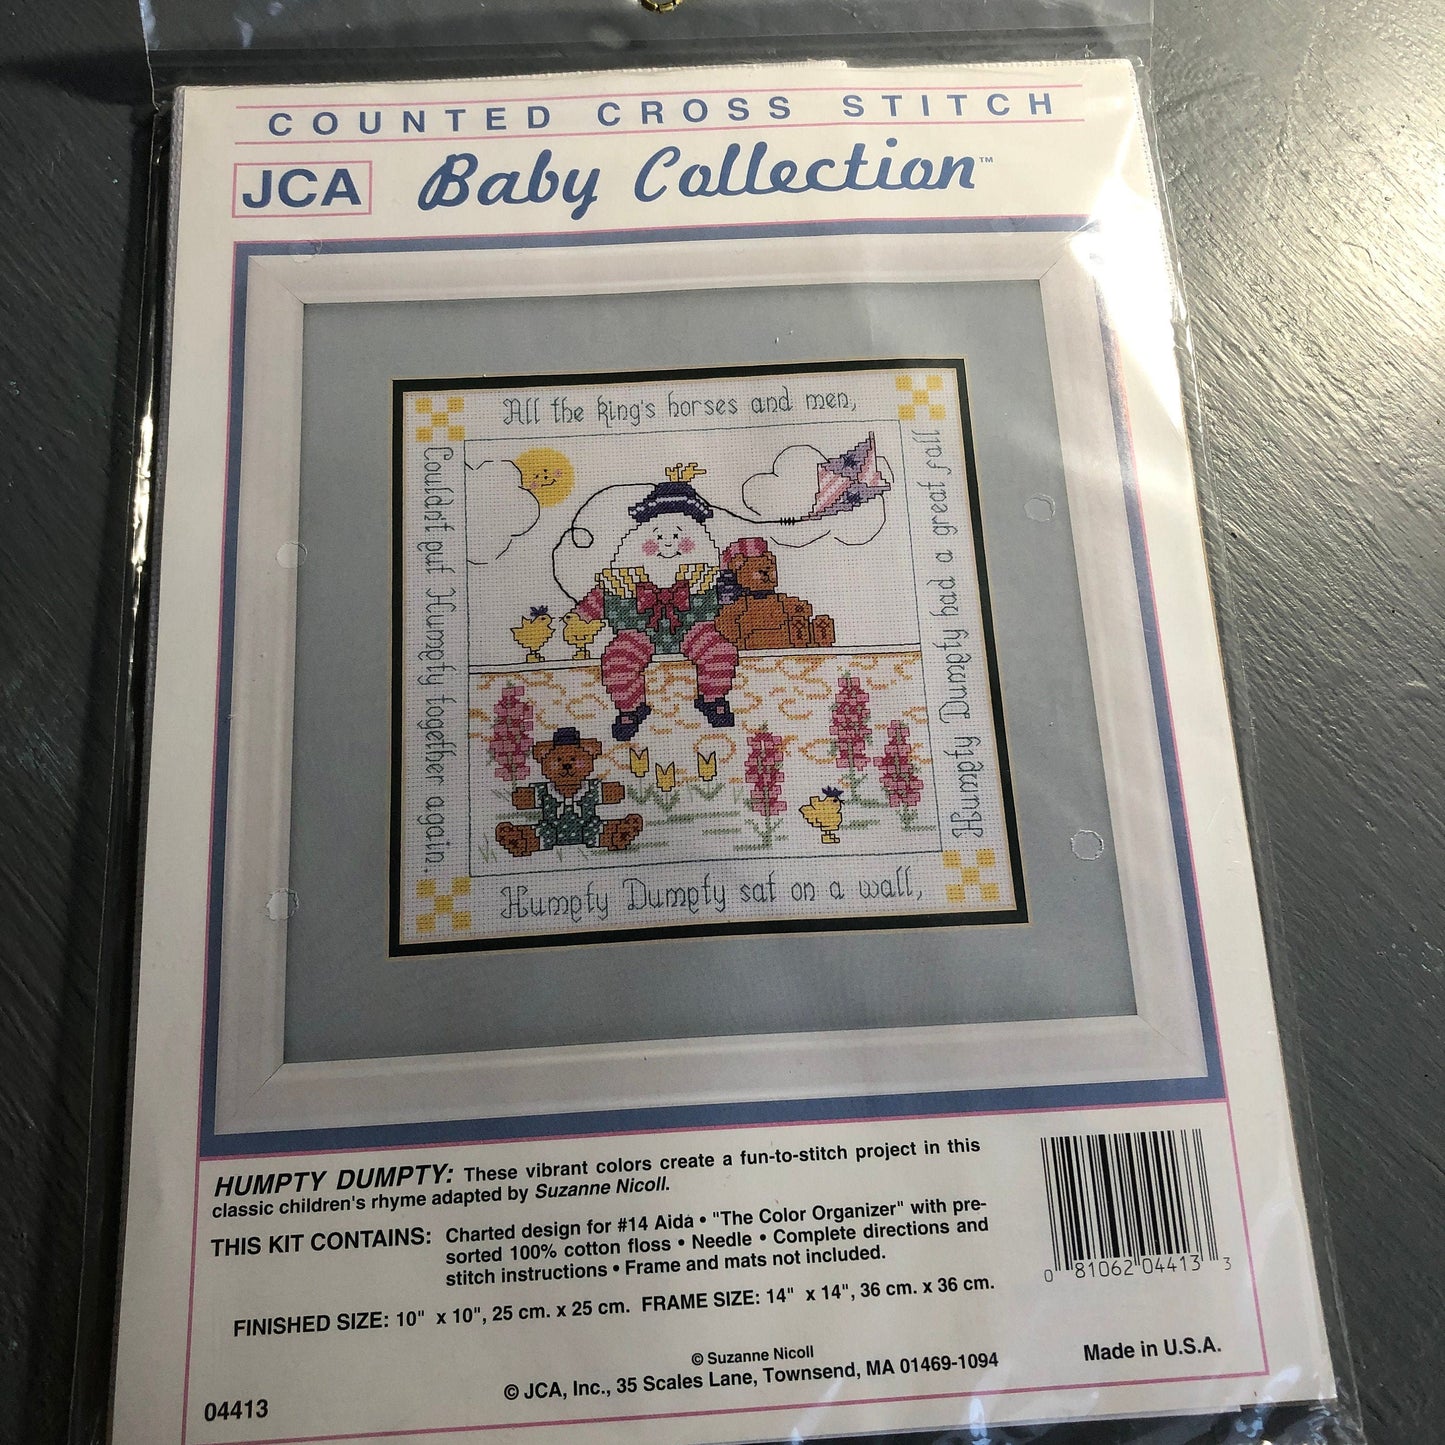 COUNTED CROSS STITCH
JCA Baby Collection™
All the king's horses and men,
Couldn't put Humpty together again.
Humpty Dumpty had a great fall
Humpty Dumpty sat on a wall,
HUMPTY DUMPTY: These vibrant colors create a fun-to-stitch project in this
classic children's rhyme adapted by Suzanne Nicoll.
THIS KIT CONTAINS: Charted design for #14 Aida • "The Color Organizer" with pre-
sorted 100% cotton floss • Needle • Complete directions and
stitch instructions • Frame and mats not included.
FINISHED SIZE: 10" x 10", 25 cm. x 25 cm. FRAME SIZE: 14" x 14", 36 cm. x 36 cm.
0 81062 04413 3
© Suzanne Nicoll
© JCA, Inc., 35 Scales Lane, Townsend, MA 01469-1094
Made in U.S.A.
04413